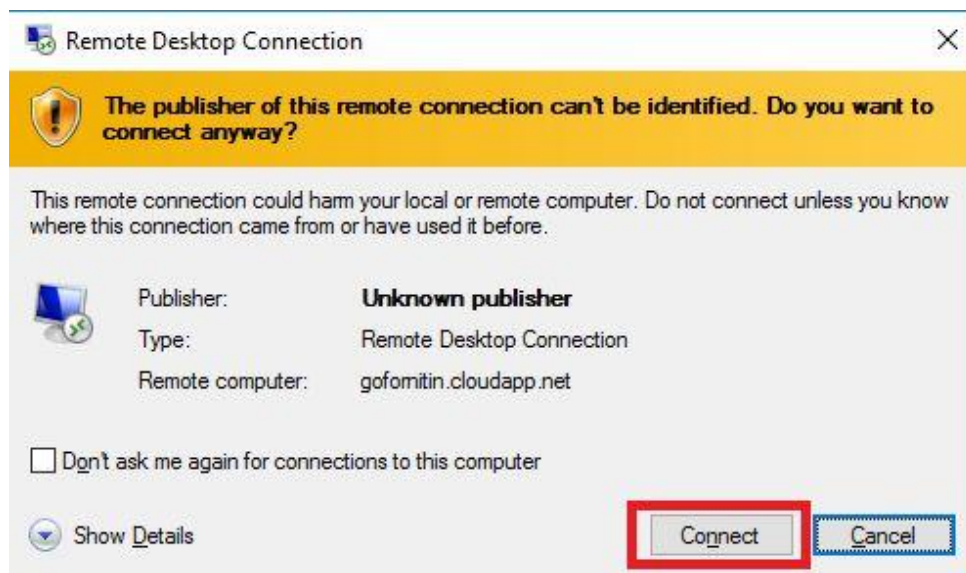 Remote Desktop Connection
The publisher of this remote connection can't be identified. Do you want to
connect anyway?
This remote connection could harm your local or remote computer. Do not connect unless you know
where this connection came from or have used it before.
Publisher: Unknown publisher
Type: Remote Desktop Connection
Remote computer: gofornitin.cloudapp.net
Don't ask me again for connections to this computer
Show Details Connect Cancel